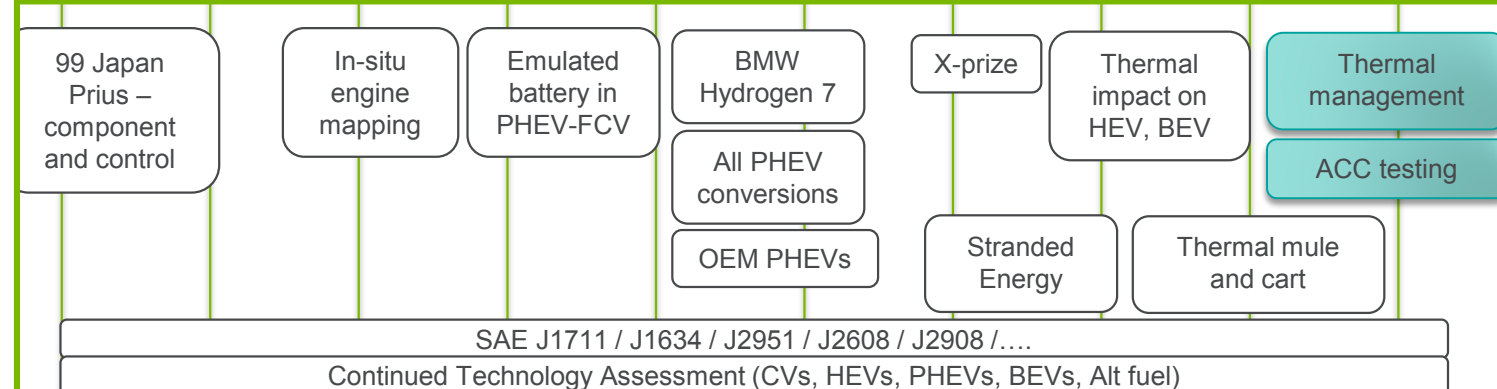 99 Japan
Prius –
component
and control
In-situ
engine
mapping
Emulated
battery in
PHEV-FCV
BMW
Hydrogen 7
All PHEV
conversions
OEM PHEVs
X-prize
Thermal
impact on
HEV, BEV
Thermal
management
ACC testing
Stranded
Energy
Thermal mule
and cart
SAE J1711 / J1634 / J2951 / J2608 / J2908 /….
Continued Technology Assessment (CVs, HEVs, PHEVs, BEVs, Alt fuel)